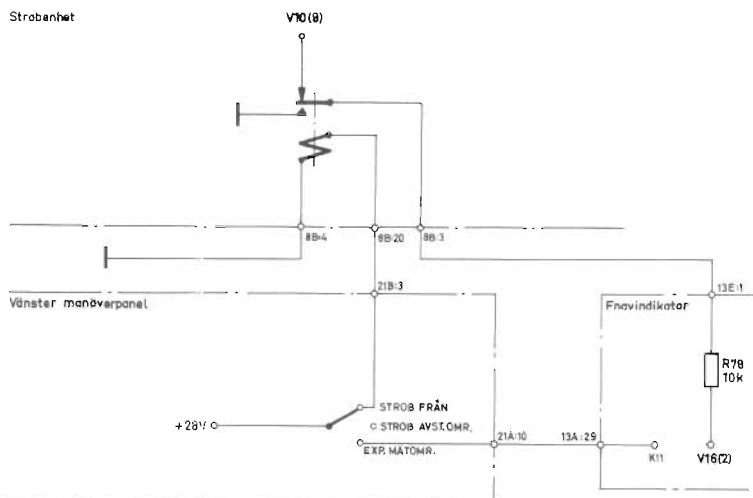 Strobenhet
V10(9)
8B:4
8B:20
8B:3
21B:3
13E:1
Vänster manöverpanel
Fnavindikator
R78
10k
STROB FRÅN
+28V
STROB AVST.OMR.
21A:10
13A:29
EXP. MÄTOMR.
K11
V16(2)